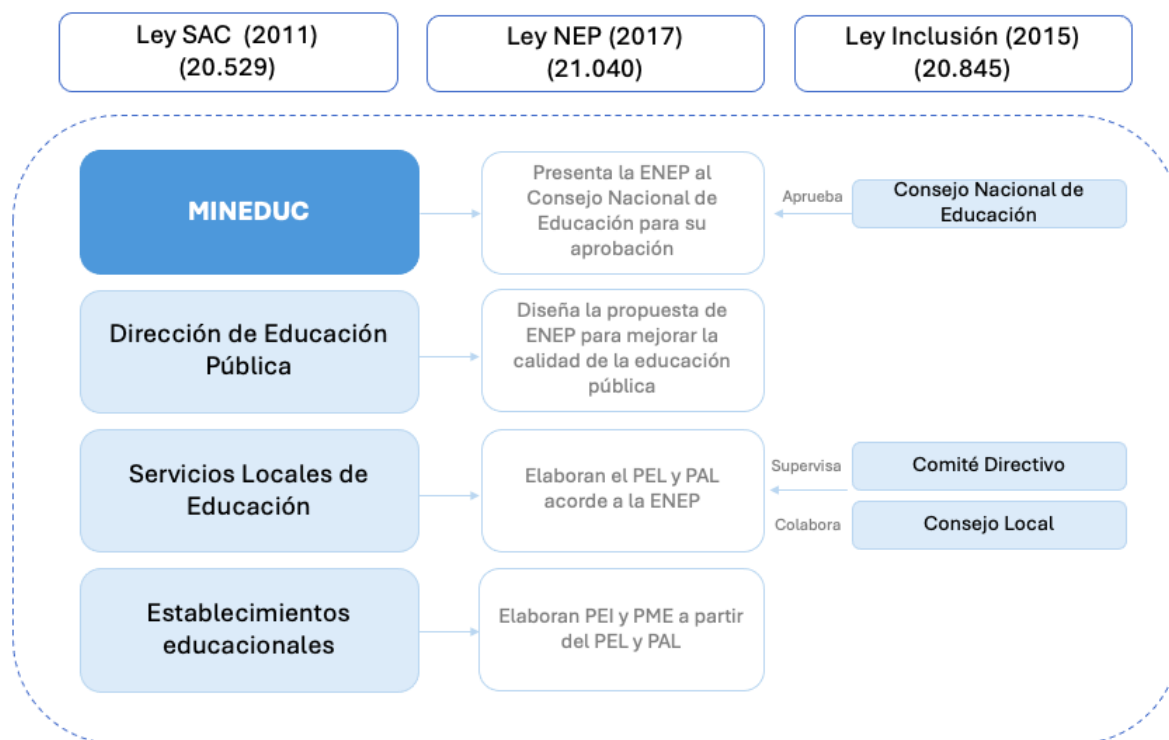 Ley SAC (2011)
(20.529)
Ley NEP (2017)
(21.040)
Ley Inclusión (2015)
(20.845)
MINEDUC
Presenta la ENEP al
Consejo Nacional de
Educación para su
aprobación
Aprueba
Consejo Nacional de
Educación
Dirección de Educación
Pública
Diseña la propuesta de
ENEP para mejorar la
calidad de la educación
pública
Servicios Locales de
Educación
Elaboran el PEL y PAL
acorde a la ENEP
Supervisa
Comité Directivo
Colabora
Consejo Local
Establecimientos
educacionales
Elaboran PEI y PME a partir
del PEL y PAL